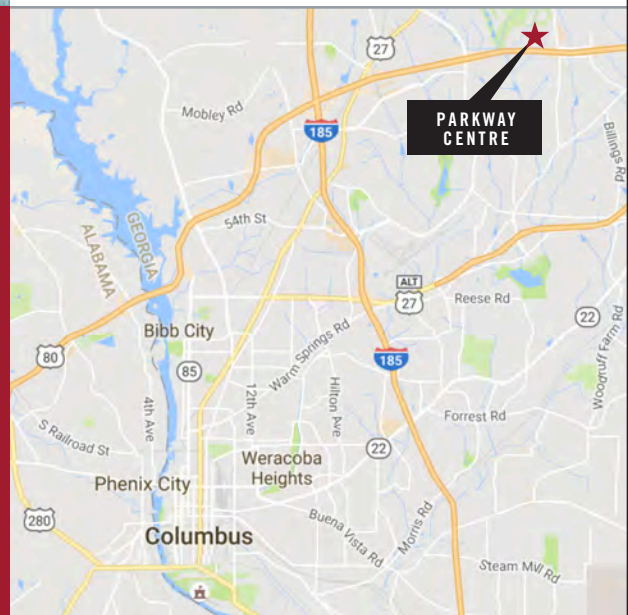 27
Mobley Rd
185
PARKWAY
CENTRE
Billings Rd
54th St
GEORGIA
ALABAMA
ALT
27
Reese Rd
22
Bibb City
Warm Springs Rd
80
185
Woodruff Farm Rd
85
4th Ave
12th Ave
Hilton Ave
Forrest Rd
S Railroad St
22
Weracoba
Heights
Phenix City
280
Columbus
Buena Vista Rd
Morris Rd
Steam Mill Rd